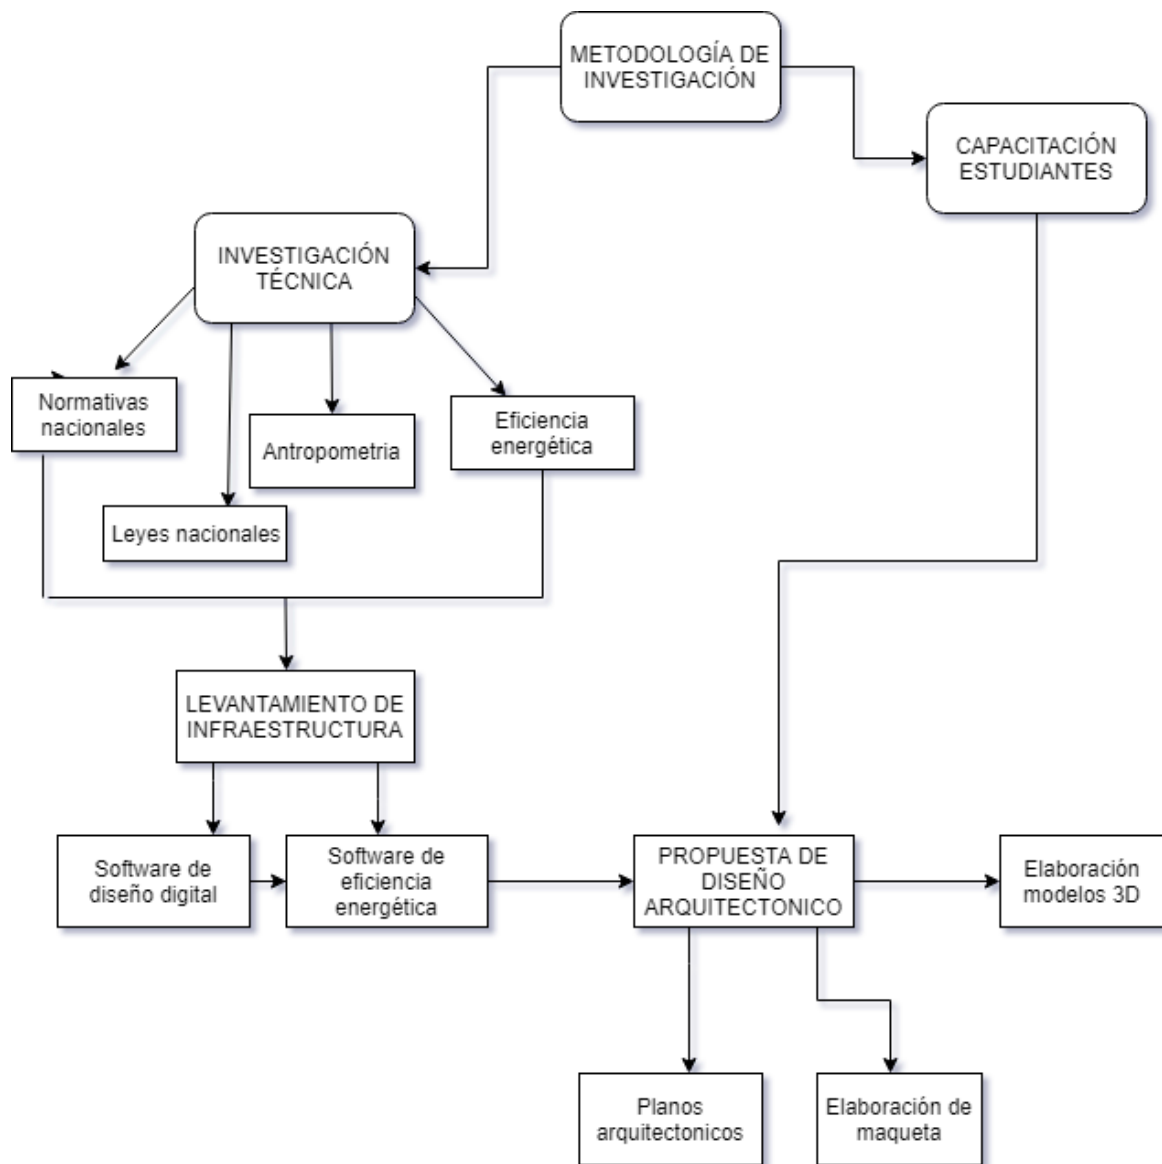 METODOLOGÍA DE
INVESTIGACIÓN
CAPACITACIÓN
ESTUDIANTES
INVESTIGACIÓN
TÉCNICA
Normativas
nacionales
Antropometria
Eficiencia
energética
Leyes nacionales
LEVANTAMIENTO DE
INFRAESTRUCTURA
Software de
diseño digital
Software de
eficiencia
energética
PROPUESTA DE
DISEÑO
ARQUITECTONICO
Elaboración
modelos 3D
Planos
arquitectonicos
Elaboración de
maqueta